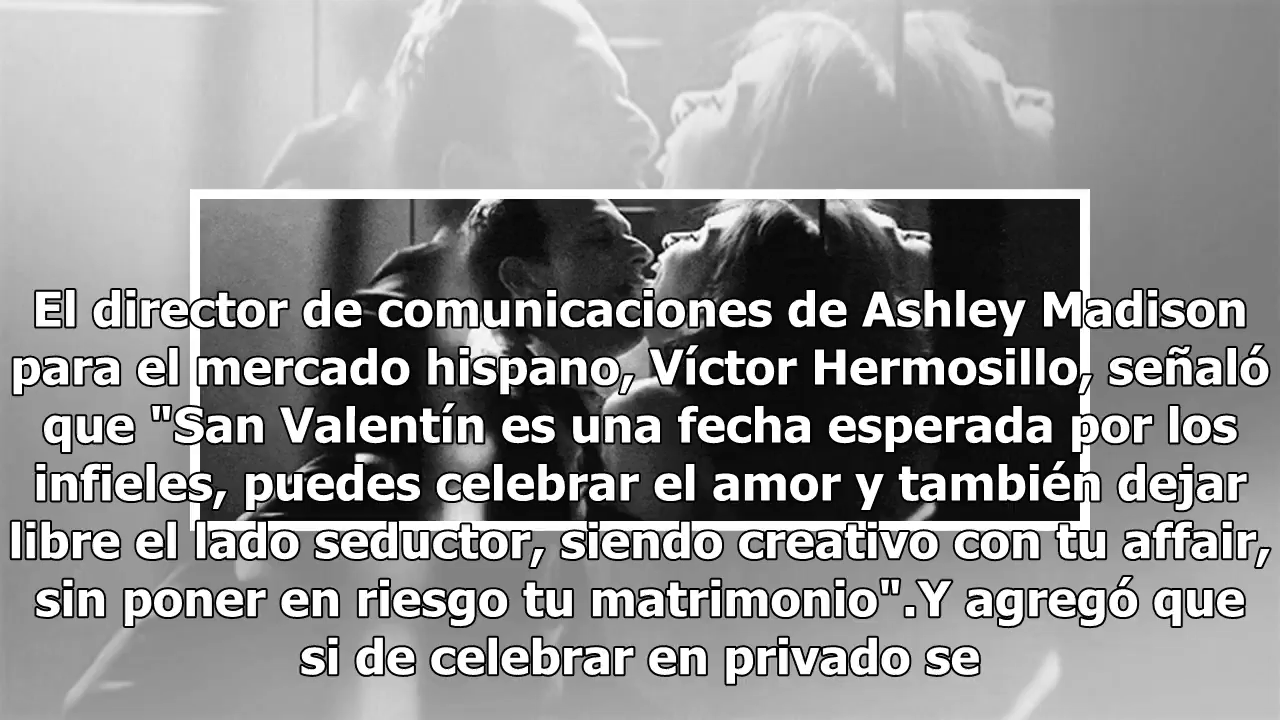 El director de comunicaciones de Ashley Madison
para el mercado hispano, Víctor Hermosillo, señaló
que "San Valentín es una fecha esperada por los
infieles, puedes celebrar el amor y también dejar
libre el lado seductor, siendo creativo con tu affair,
sin poner en riesgo tu matrimonio".Y agregó que
si de celebrar en privado se